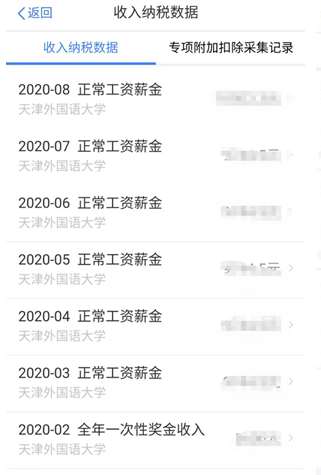 返回
收入纳税数据
收入纳税数据 专项附加扣除采集记录
2020-08 正常工资薪金
天津外国语大学
2020-07 正常工资薪金
天津外国语大学
2020-06 正常工资薪金
天津外国语大学
2020-05 正常工资薪金
天津外国语大学
2020-04 正常工资薪金
天津外国语大学
2020-03 正常工资薪金
天津外国语大学
2020-02 全年一次性奖金收入
天津外国语大学